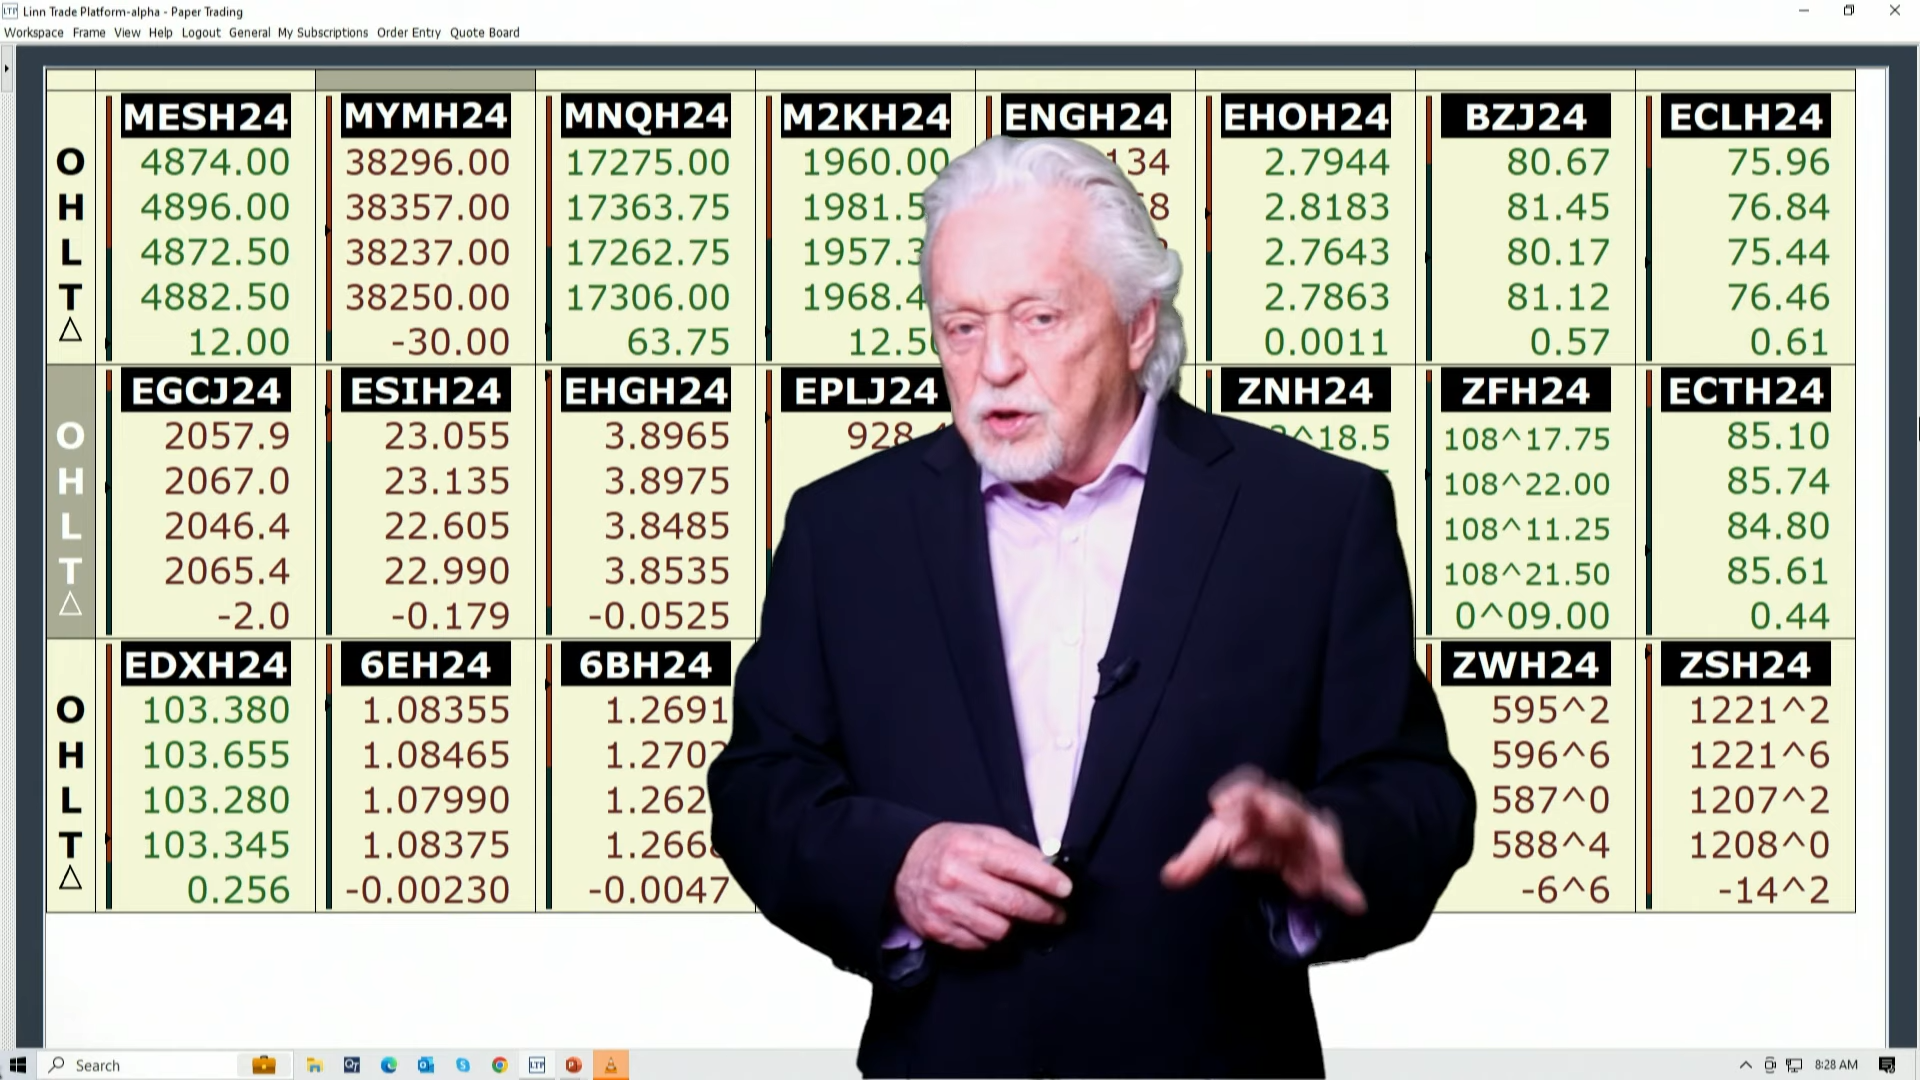 Linn Trade Platform-alpha - Paper Trading
Workspace Frame View Help Logout General My Subscriptions Order Entry Quote Board
MESH24 MYMH24 MNQH24 M2KH24 ENGH24 EHOH24 BZJ24 ECLH24
O 4874.00 38296.00 17275.00 1960.00 2.7944 80.67 75.96
H 4896.00 38357.00 17363.75 2.8183 81.45 76.84
L 4872.50 38237.00 17262.75 2.7643 80.17 75.44
T 4882.50 38250.00 17306.00 2.7863 81.12 76.46
△ 12.00 -30.00 63.75 0.0011 0.57 0.61
EGCJ24 ESIH24 EHGH24 EPLJ24 ZNH24 ZFH24 ECTH24
O 2057.9 23.055 3.8965 108^17.75 85.10
H 2067.0 23.135 3.8975 108^22.00 85.74
L 2046.4 22.605 3.8485 108^11.25 84.80
T 2065.4 22.990 3.8535 108^21.50 85.61
△ -2.0 -0.179 -0.0525 0^09.00 0.44
EDXH24 6EH24 6BH24 ZWH24 ZSH24
O 103.380 1.08355 1.2691 595^2 1221^2
H 103.655 1.08465 596^6 1221^6
L 103.280 1.07990 587^0 1207^2
T 103.345 1.08375 588^4 1208^0
△ 0.256 -0.00230 -0.0047 -6^6 -14^2
Search
8:28 AM